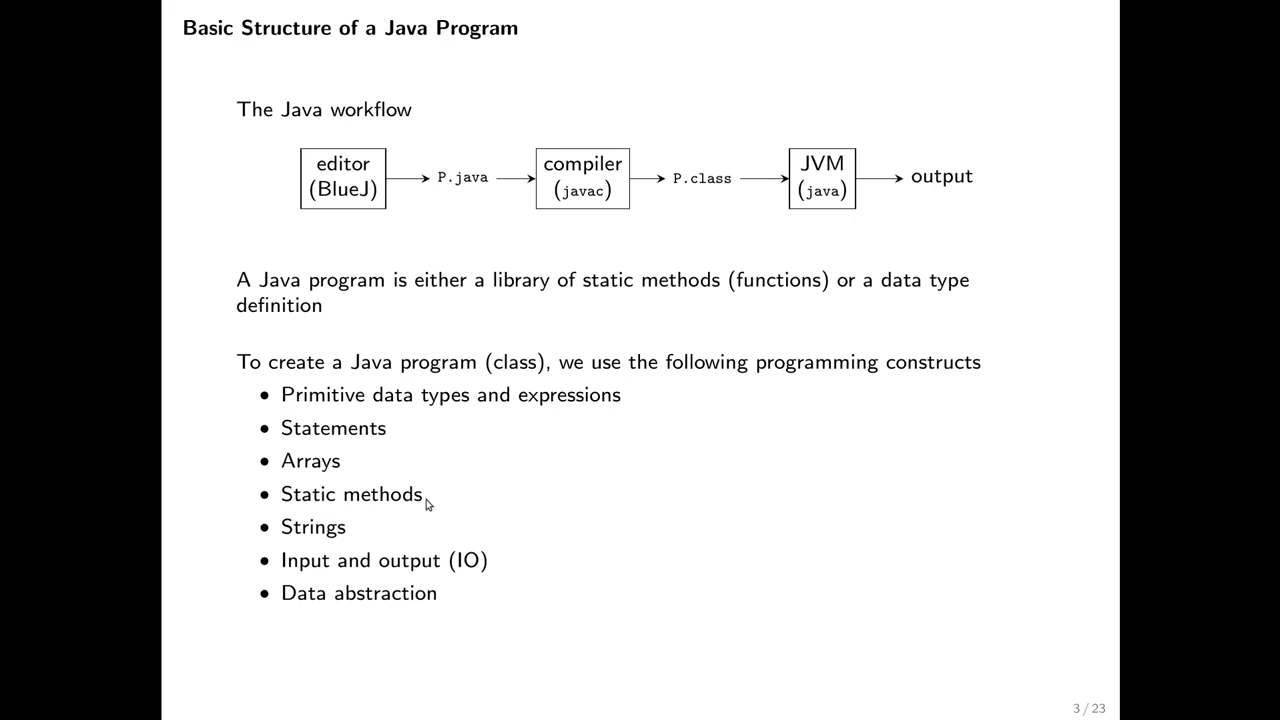 Basic Structure of a Java Program
The Java workflow
editor
(BlueJ)
P.java
compiler
(javac)
P.class
JVM
(java)
output
A Java program is either a library of static methods (functions) or a data type
definition
To create a Java program (class), we use the following programming constructs
• Primitive data types and expressions
• Statements
• Arrays
• Static methods
• Strings
• Input and output (IO)
• Data abstraction
3 / 23